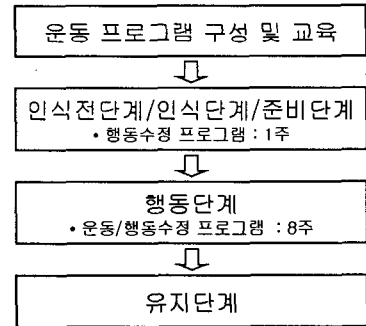 운동 프로그램 구성 및 교육
인식전단계/인식단계/준비단계
• 행동수정 프로그램 : 1주
행동단계
• 운동/행동수정 프로그램 : 8주
유지단계